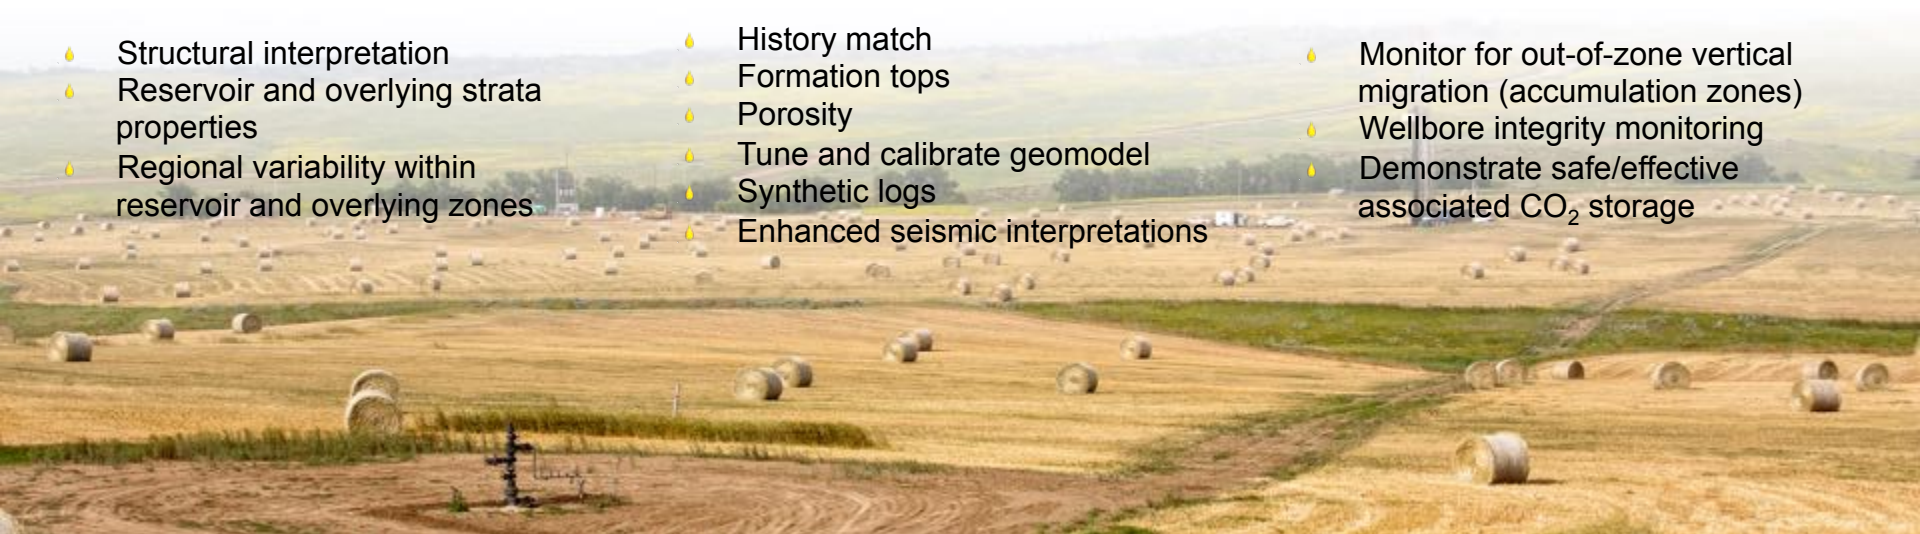 Structural interpretation
Reservoir and overlying strata
properties
Regional variability within
reservoir and overlying zones
History match
Formation tops
Porosity
Tune and calibrate geomodel
Synthetic logs
Enhanced seismic interpretations
Monitor for out-of-zone vertical
migration (accumulation zones)
Wellbore integrity monitoring
Demonstrate safe/effective
associated CO₂ storage